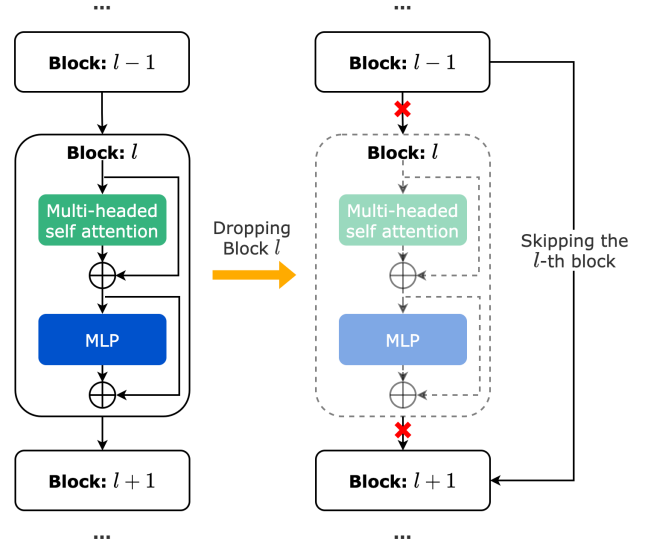 ...
Block: l − 1
Block: l
Multi-headed
self attention
MLP
Block: l + 1
...
Dropping
Block l
...
Block: l − 1
Block: l
Multi-headed
self attention
MLP
Block: l + 1
...
Skipping the
l-th block